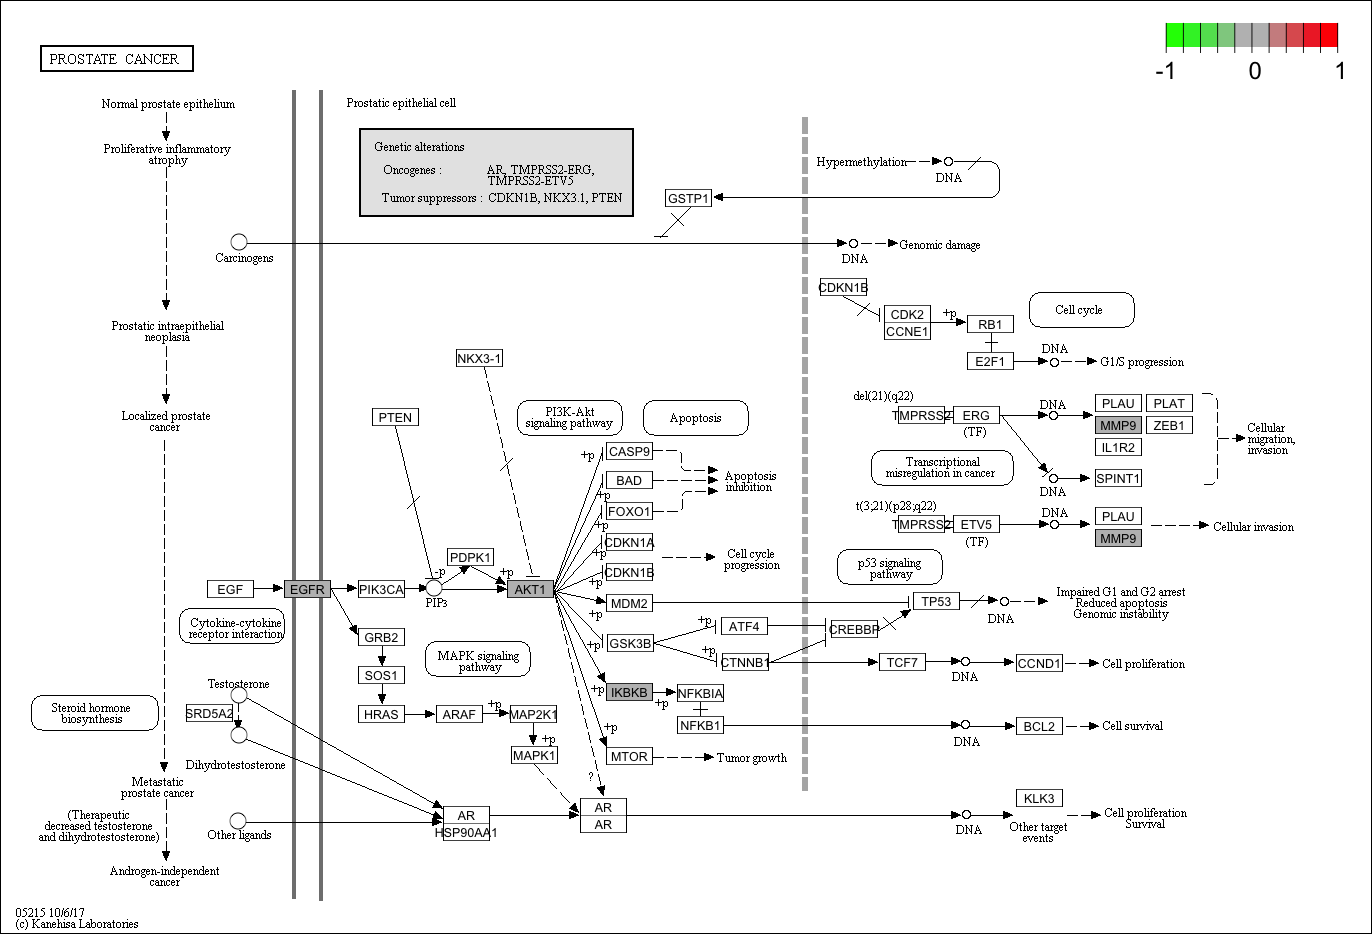 PROSTATE CANCER
-1 0 1
Normal prostate epithelium
Prostatic epithelial cell
Proliferative inflammatory
atrophy
Genetic alterations
Oncogenes : AR, TMPRSS2-ERG,
TMPRSS2-ETV5
Tumor suppressors : CDKN1B, NKX3.1, PTEN
Hypermethylation
DNA
GSTP1
Carcinogens
DNA
Genomic damage
CDKN1B
CDK2
CCNE1
+p
RB1
E2F1
Cell cycle
DNA
G1/S progression
Prostatic intraepithelial
neoplasia
NKX3-1
PTEN
Localized prostate
cancer
PI3K-Akt
signaling pathway
Apoptosis
del(21)(q22)
TMPRSS2
ERG
(TF)
DNA
PLAU
PLAT
MMP9
ZEB1
IL1R2
SPINT1
DNA
Cellular
migration,
invasion
Transcriptional
misregulation in cancer
t(3;21)(p28;q22)
TMPRSS2
ETV5
(TF)
DNA
PLAU
MMP9
Cellular invasion
+p
CASP9
BAD
+p
FOXO1
+p
CDKN1A
+p
CDKN1B
+p
MDM2
+p
GSK3B
+p
IKBKB
+p
+p
MTOR
Apoptosis
inhibition
Cell cycle
progression
p53 signaling
pathway
EGF
EGFR
PIK3CA
PIP3
-p
PDPK1
+p
AKT1
TP53
DNA
Impaired G1 and G2 arrest
Reduced apoptosis
Genomic instability
Cytokine-cytokine
receptor interaction
GRB2
SOS1
HRAS
ARAF
+p
MAP2K1
+p
MAPK1
MAPK signaling
pathway
+p
ATF4
+p
CTNNB1
CREBBP
TCF7
DNA
CCND1
Cell proliferation
NFKBIA
NFKB1
DNA
BCL2
Cell survival
Tumor growth
Steroid hormone
biosynthesis
Testosterone
SRD5A2
Dihydrotestosterone
Metastatic
prostate cancer
(Therapeutic
decreased testosterone
and dihydrotestosterone)
Other ligands
AR
HSP90AA1
?
AR
AR
DNA
KLK3
Other target
events
Cell proliferation
Survival
Androgen-independent
cancer
05215 10/6/17
(c) Kanehisa Laboratories